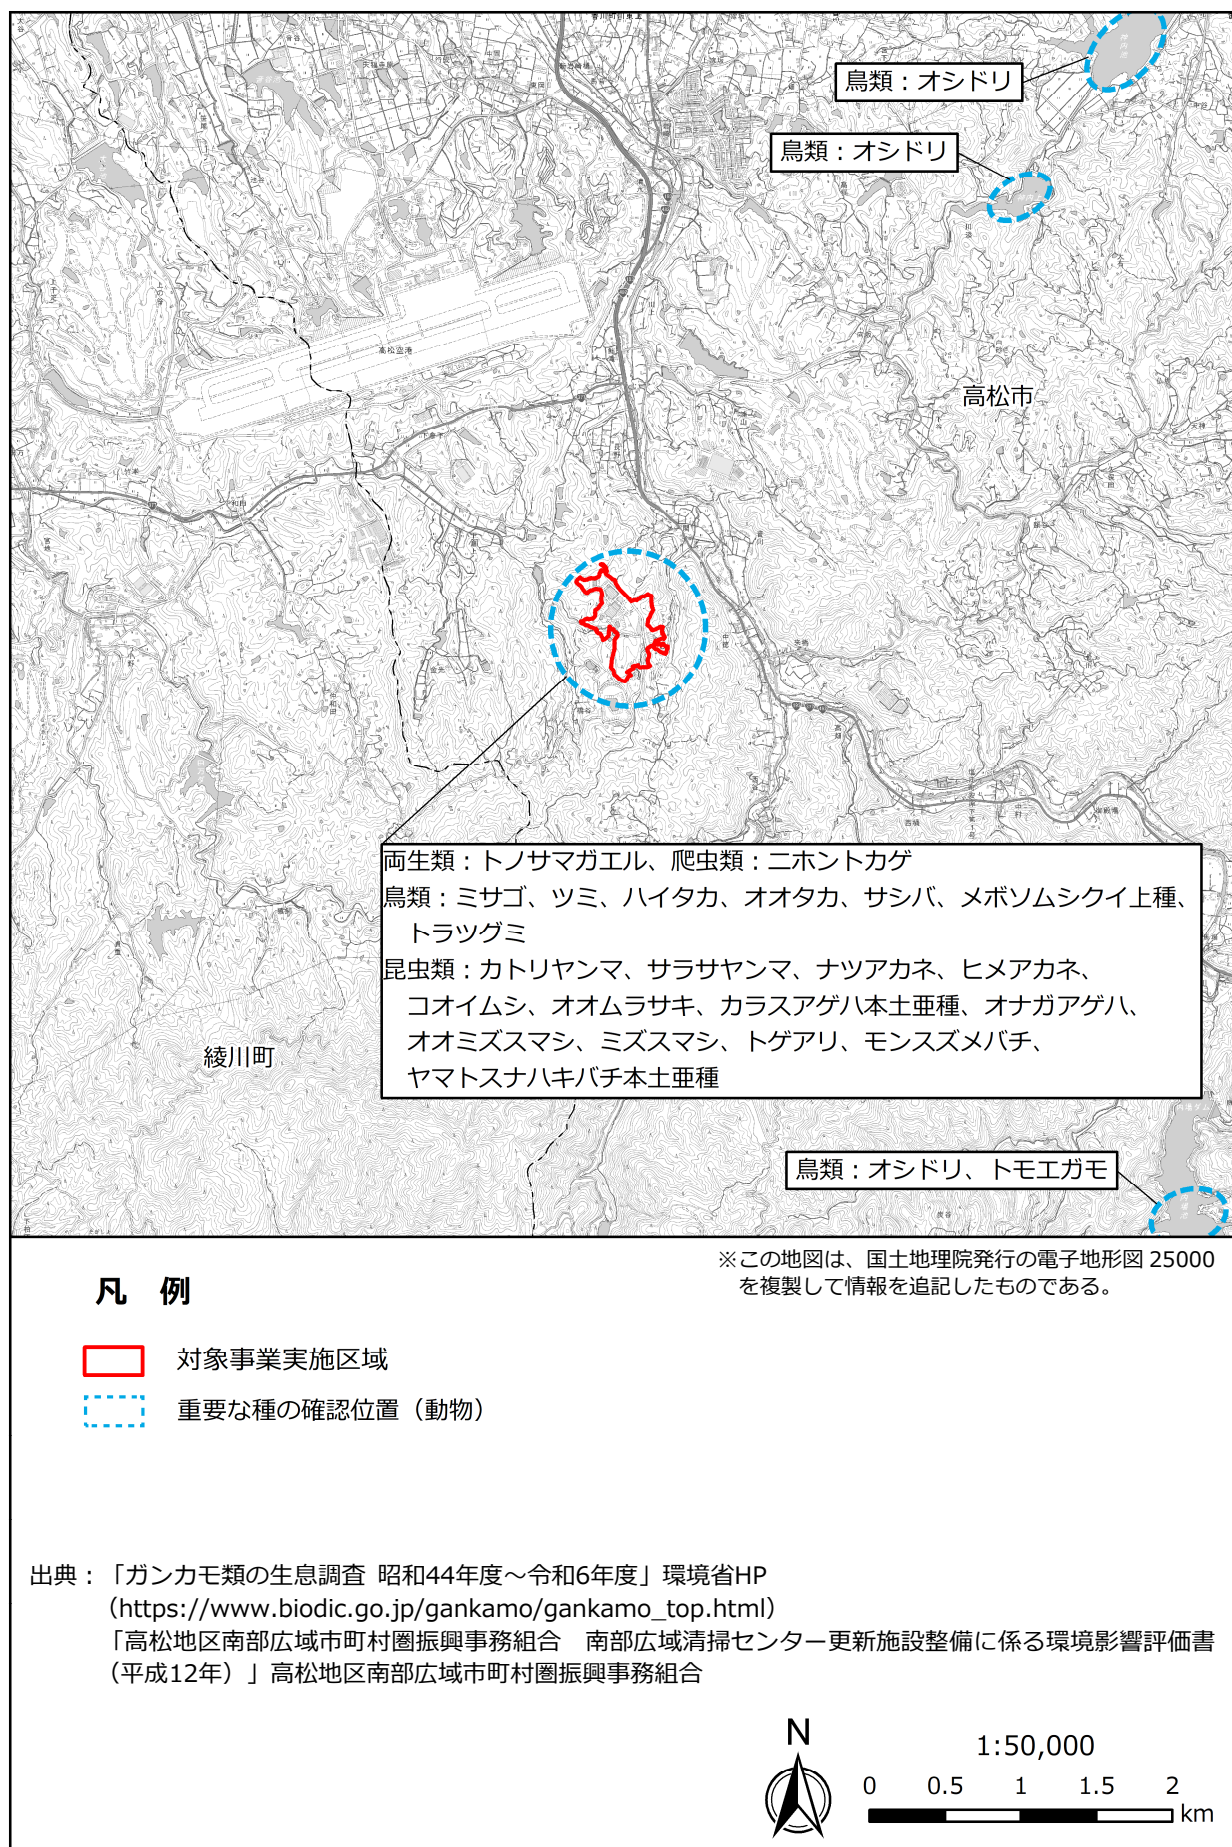 鳥類：オシドリ
鳥類：オシドリ
高松空港
高松市
両生類：トノサマガエル、爬虫類：ニホントカゲ
鳥類：ミサゴ、ツミ、ハイタカ、オオタカ、サシバ、メボソムシクイ上種、
トラツグミ
昆虫類：カトリヤンマ、サラサヤンマ、ナツアカネ、ヒメアカネ、
コオイムシ、オオムラサキ、カラスアゲハ本土亜種、オナガアゲハ、
オオミズスマシ、ミズスマシ、トゲアリ、モンスズメバチ、
ヤマトスナハキバチ本土亜種
綾川町
鳥類：オシドリ、トモエガモ
※この地図は、国土地理院発行の電子地形図 25000
を複製して情報を追記したものである。
凡　例
対象事業実施区域
重要な種の確認位置（動物）
出典：「ガンカモ類の生息調査 昭和44年度～令和6年度」環境省HP
（https://www.biodic.go.jp/gankamo/gankamo_top.html）
「高松地区南部広域市町村圏振興事務組合　南部広域清掃センター更新施設整備に係る環境影響評価書
（平成12年）」高松地区南部広域市町村圏振興事務組合
N
1:50,000
0 0.5 1 1.5 2
km